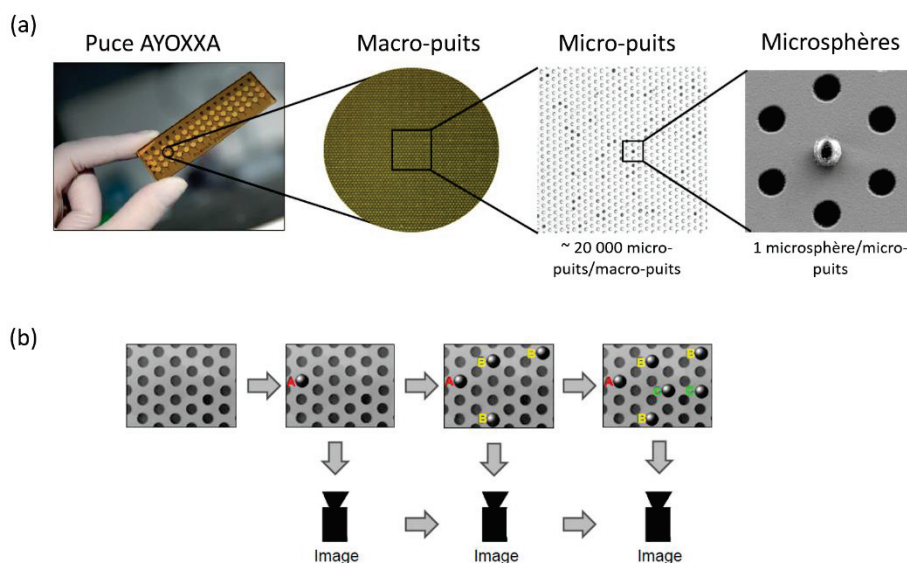 (a)
Puce AYOXXA
Macro-puits
Micro-puits
Microsphères
~ 20 000 micro-
puits/macro-puits
1 microsphère/micro-
puits
(b)
A
A
B
B
B
A
B
B
C
C
B
Image
Image
Image